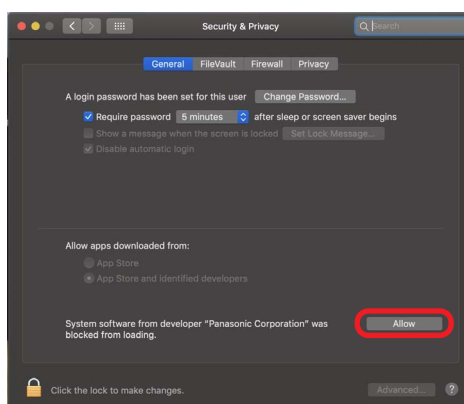 Security & Privacy
Search
General FileVault Firewall Privacy
A login password has been set for this user Change Password...
Require password 5 minutes after sleep or screen saver begins
Show a message when the screen is locked Set Lock Message...
Disable automatic login
Allow apps downloaded from:
App Store
App Store and identified developers
System software from developer "Panasonic Corporation" was
blocked from loading.
Allow
Click the lock to make changes.
Advanced...
?